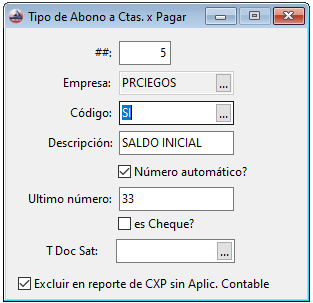 Tipo de Abono a Ctas. x Pagar
##: 5
Empresa: PRCIEGOS ...
Código: SI ...
Descripción: SALDO INICIAL
Número automático?
Ultimo número: 33
es Cheque?
T Doc Sat: ...
Excluir en reporte de CXP sin Aplic. Contable